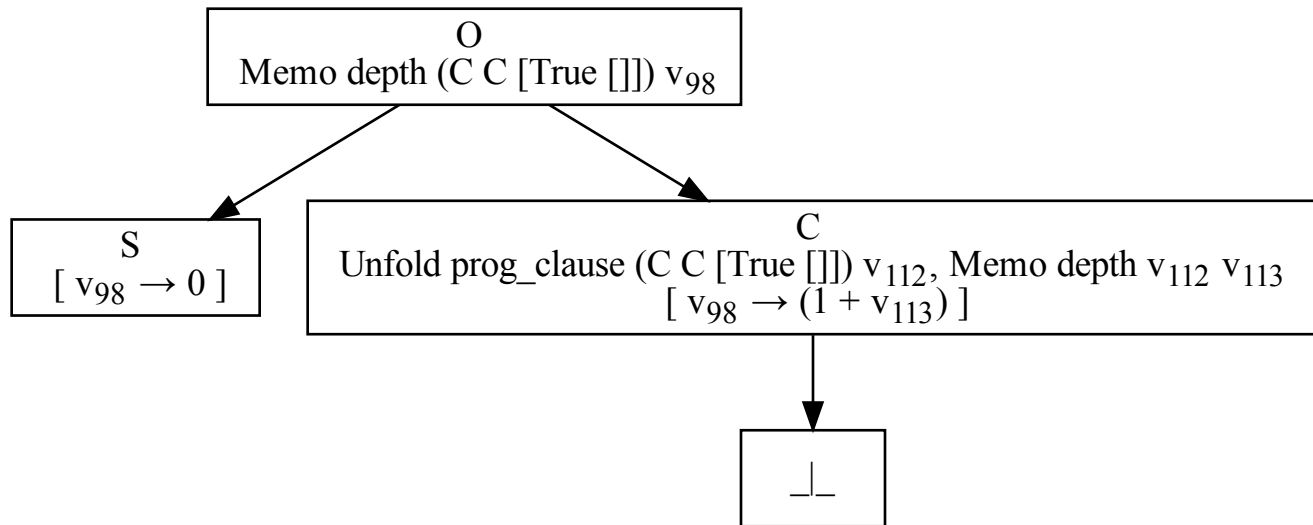 O
Memo depth (C C [True []]) v98
S
[ v98 → 0 ]
C
Unfold prog_clause (C C [True []]) v112, Memo depth v112 v113
[ v98 → (1 + v113) ]
_|_